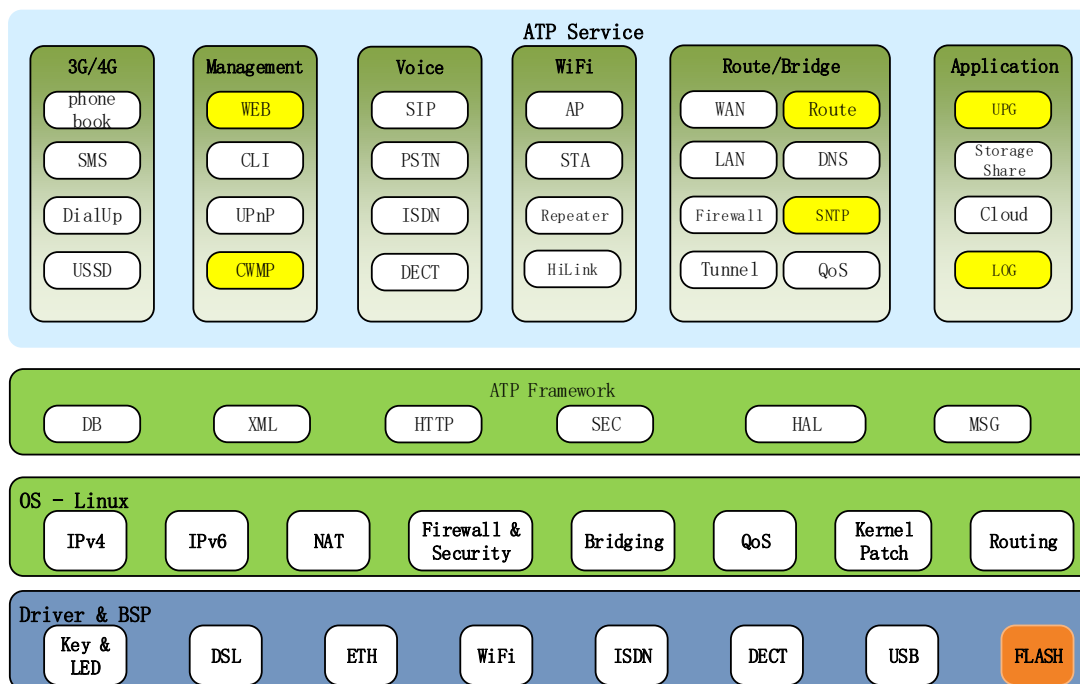 ATP Service
3G/4G
phone
book
SMS
DialUp
USSD
Management
WEB
CLI
UPnP
CWMP
Voice
SIP
PSTN
ISDN
DECT
WiFi
AP
STA
Repeater
HiLink
Route/Bridge
WAN Route
LAN DNS
Firewall SNTP
Tunnel QoS
Application
UPG
Storage
Share
Cloud
LOG
ATP Framework
DB XML HTTP SEC HAL MSG
OS - Linux
IPv4
IPv6
NAT
Firewall &
Security
Bridging
QoS
Kernel
Patch
Routing
Driver & BSP
Key &
LED
DSL
ETH
WiFi
ISDN
DECT
USB
FLASH